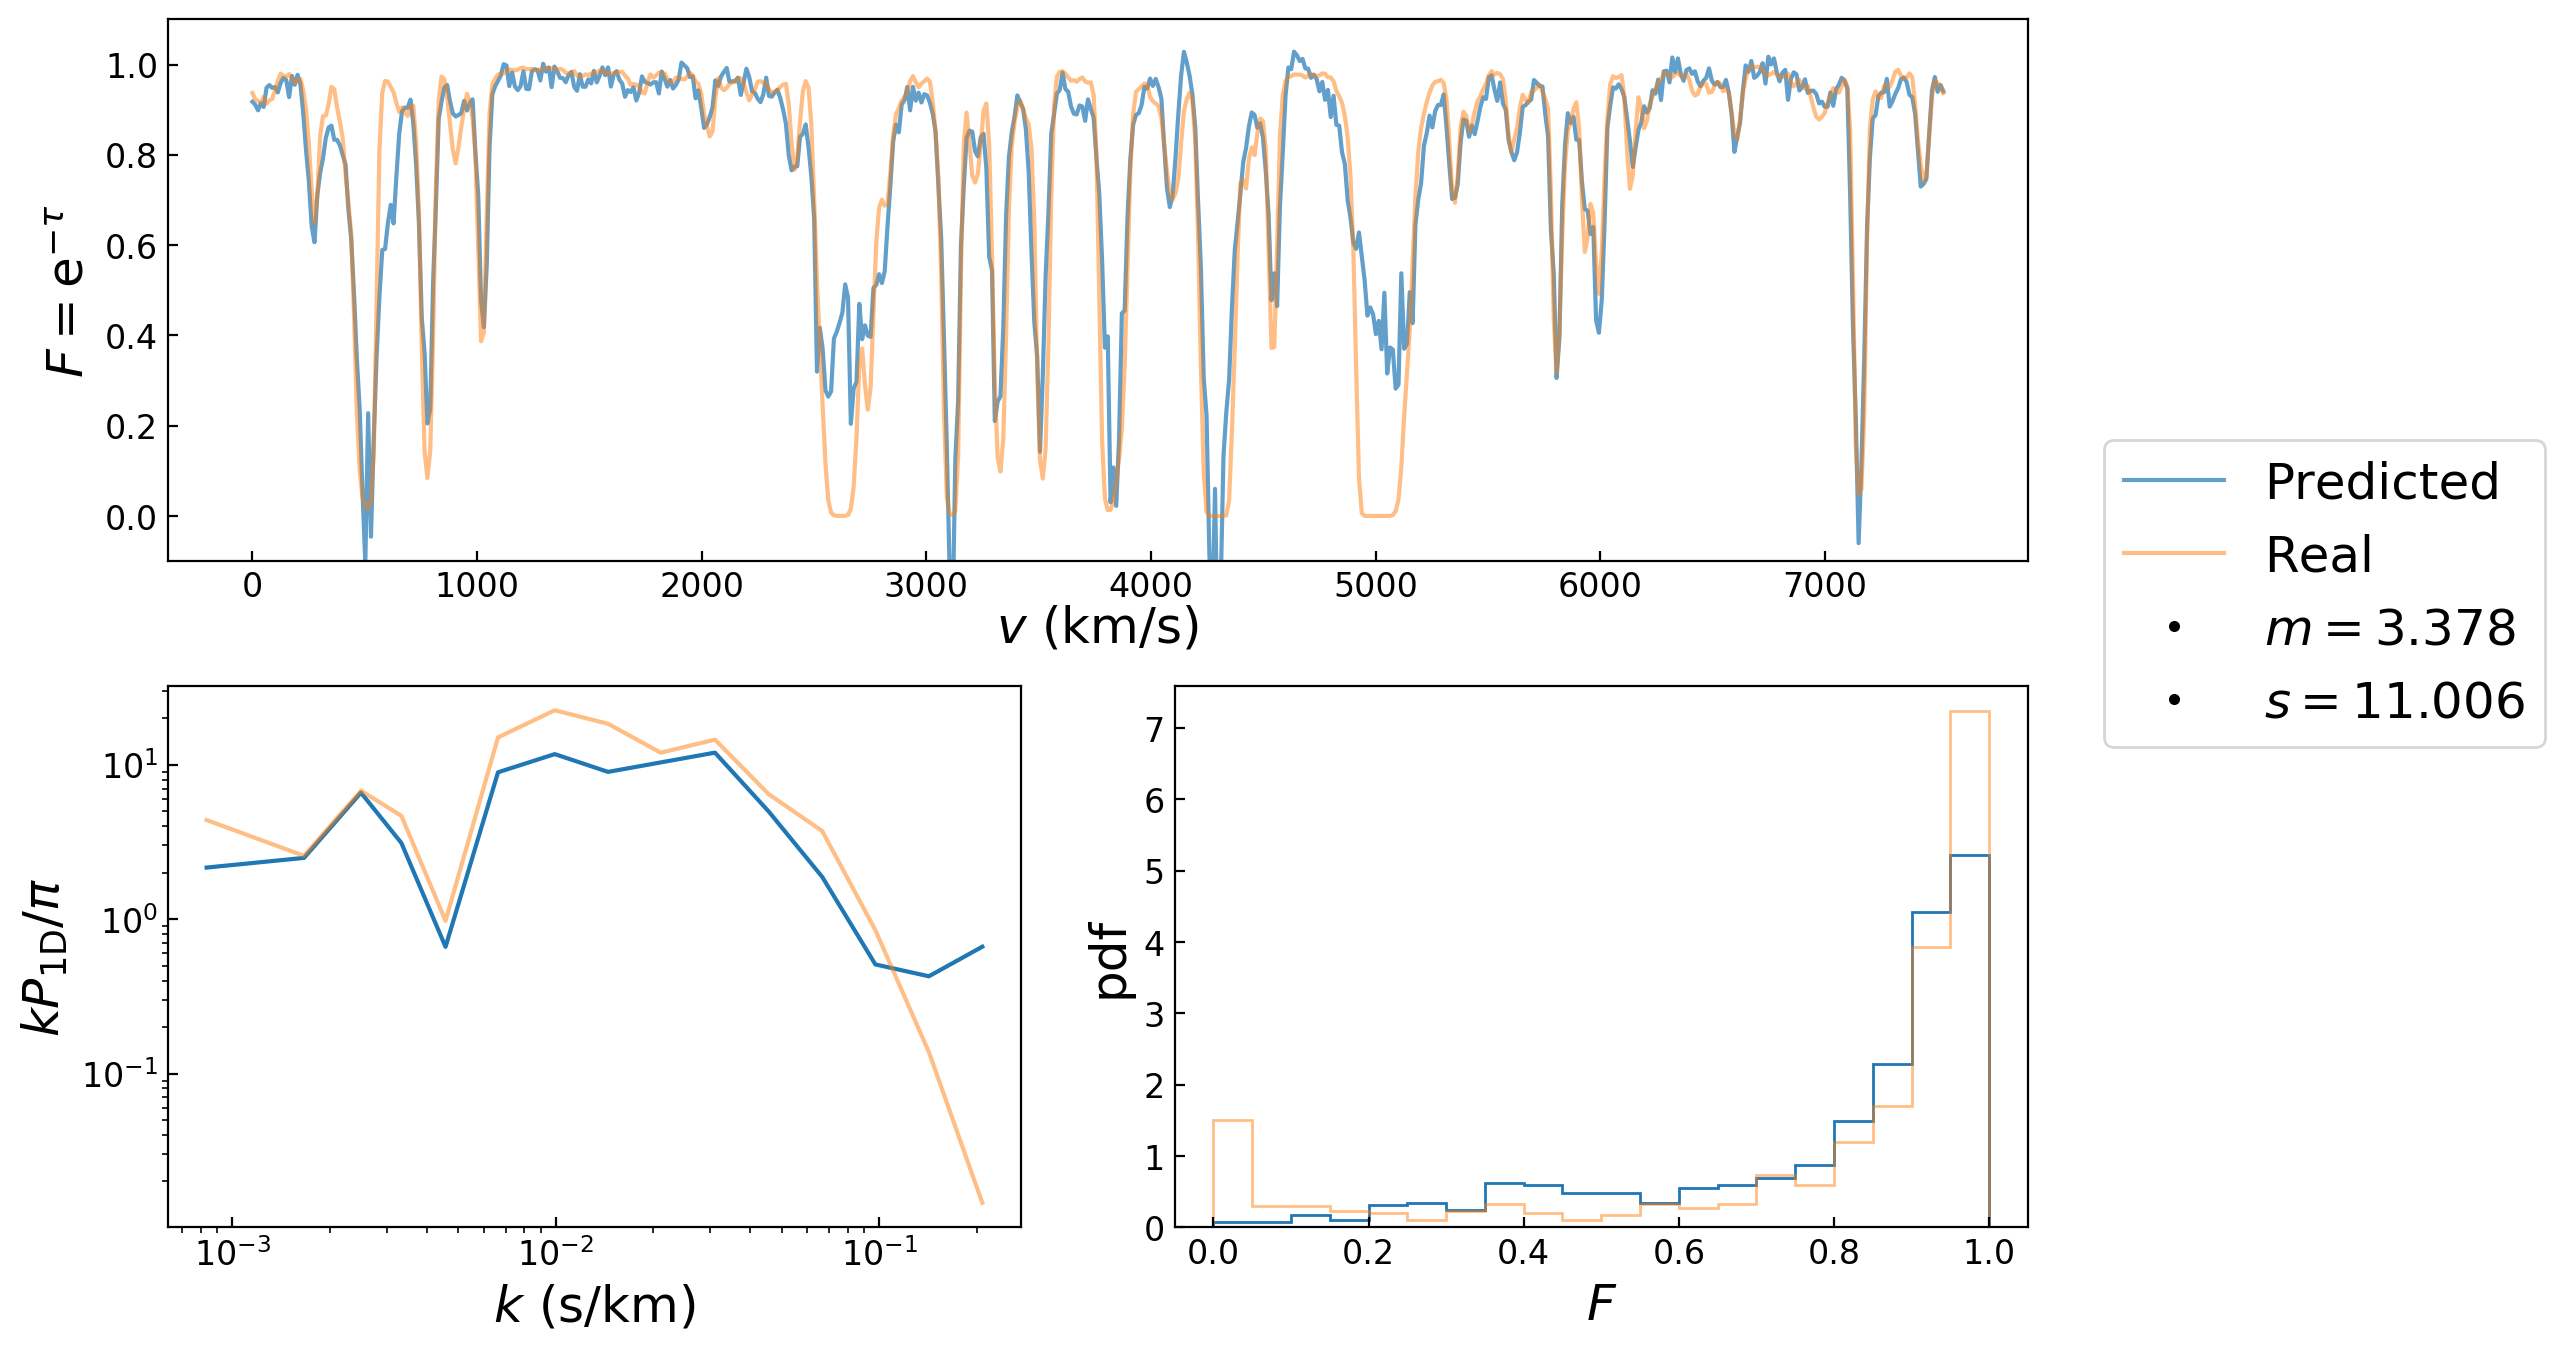 1.0
0.8
0.6
0.4
0.2
0.0
F = e^{-τ}
0 1000 2000 3000 4000 5000 6000 7000
v (km/s)
Predicted
Real
m = 3.378
s = 11.006
10^1
10^0
10^{-1}
kP_{1D}/π
10^{-3} 10^{-2} 10^{-1}
k (s/km)
7
6
5
4
3
2
1
0
pdf
0.0 0.2 0.4 0.6 0.8 1.0
F